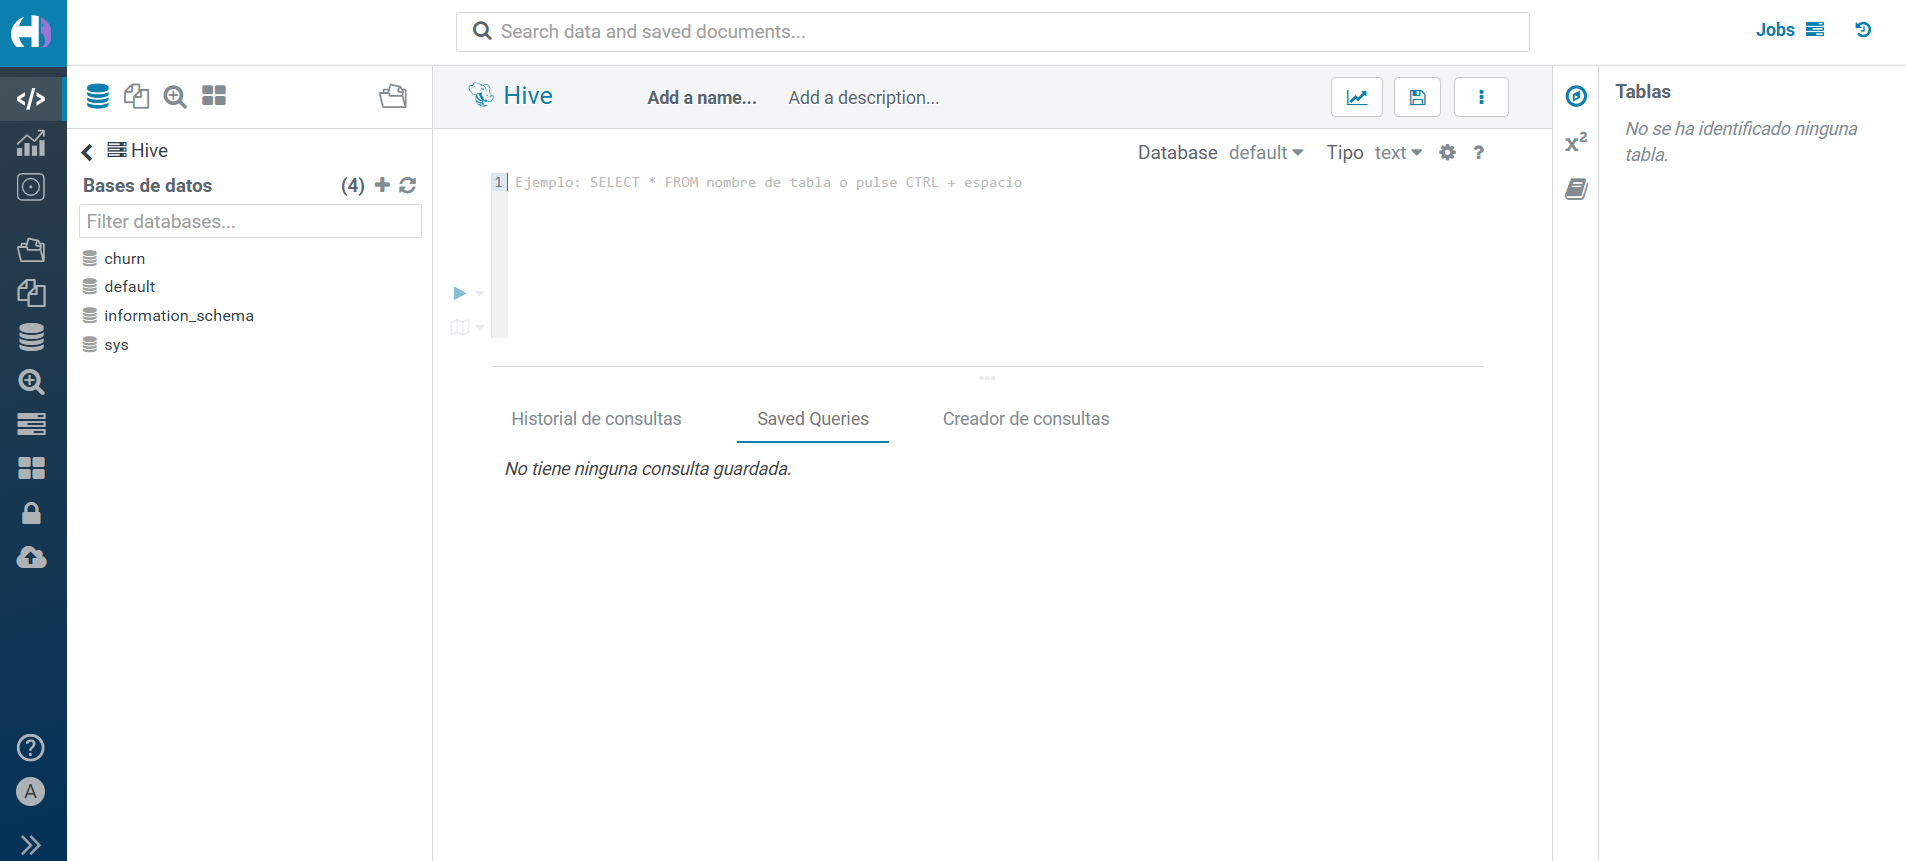 Search data and saved documents...
Jobs
Hive
Add a name...
Add a description...
Tablas
No se ha identificado ninguna
tabla.
Hive
Bases de datos (4)
Filter databases...
churn
default
information_schema
sys
Database default Tipo text ?
x²
1 Ejemplo: SELECT * FROM nombre de tabla o pulse CTRL + espacio
Historial de consultas
Saved Queries
Creador de consultas
No tiene ninguna consulta guardada.
?
A